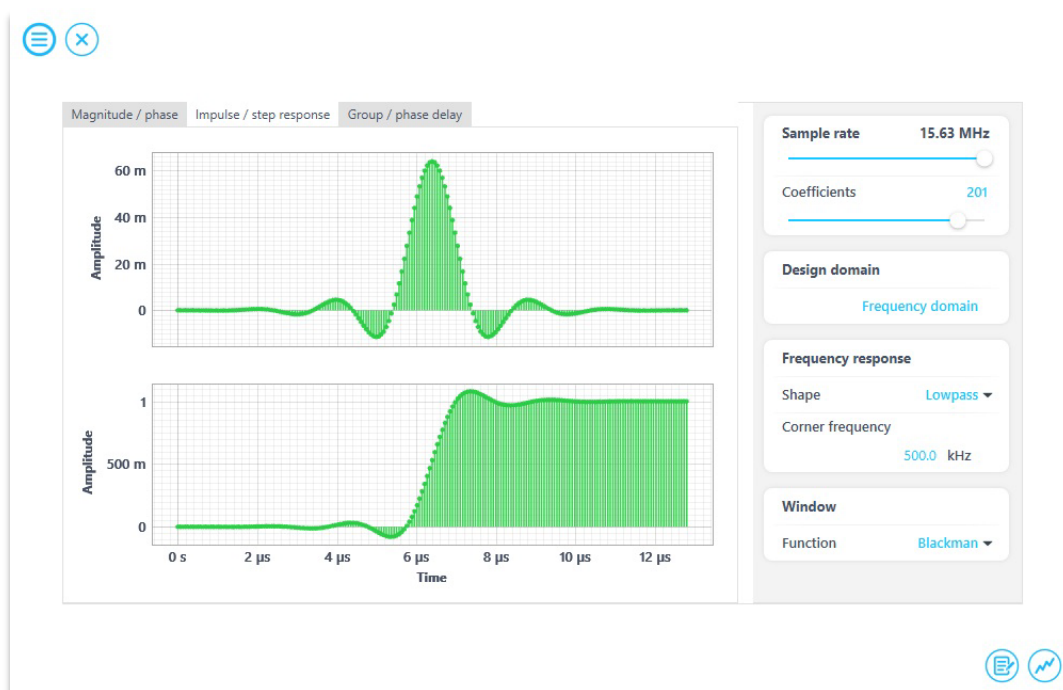 Magnitude / phase Impulse / step response Group / phase delay
60 m
40 m
20 m
0
Amplitude
1
500 m
0
Amplitude
0 s 2 µs 4 µs 6 µs 8 µs 10 µs 12 µs
Time
Sample rate 15.63 MHz
Coefficients 201
Design domain
Frequency domain
Frequency response
Shape Lowpass
Corner frequency
500.0 kHz
Window
Function Blackman